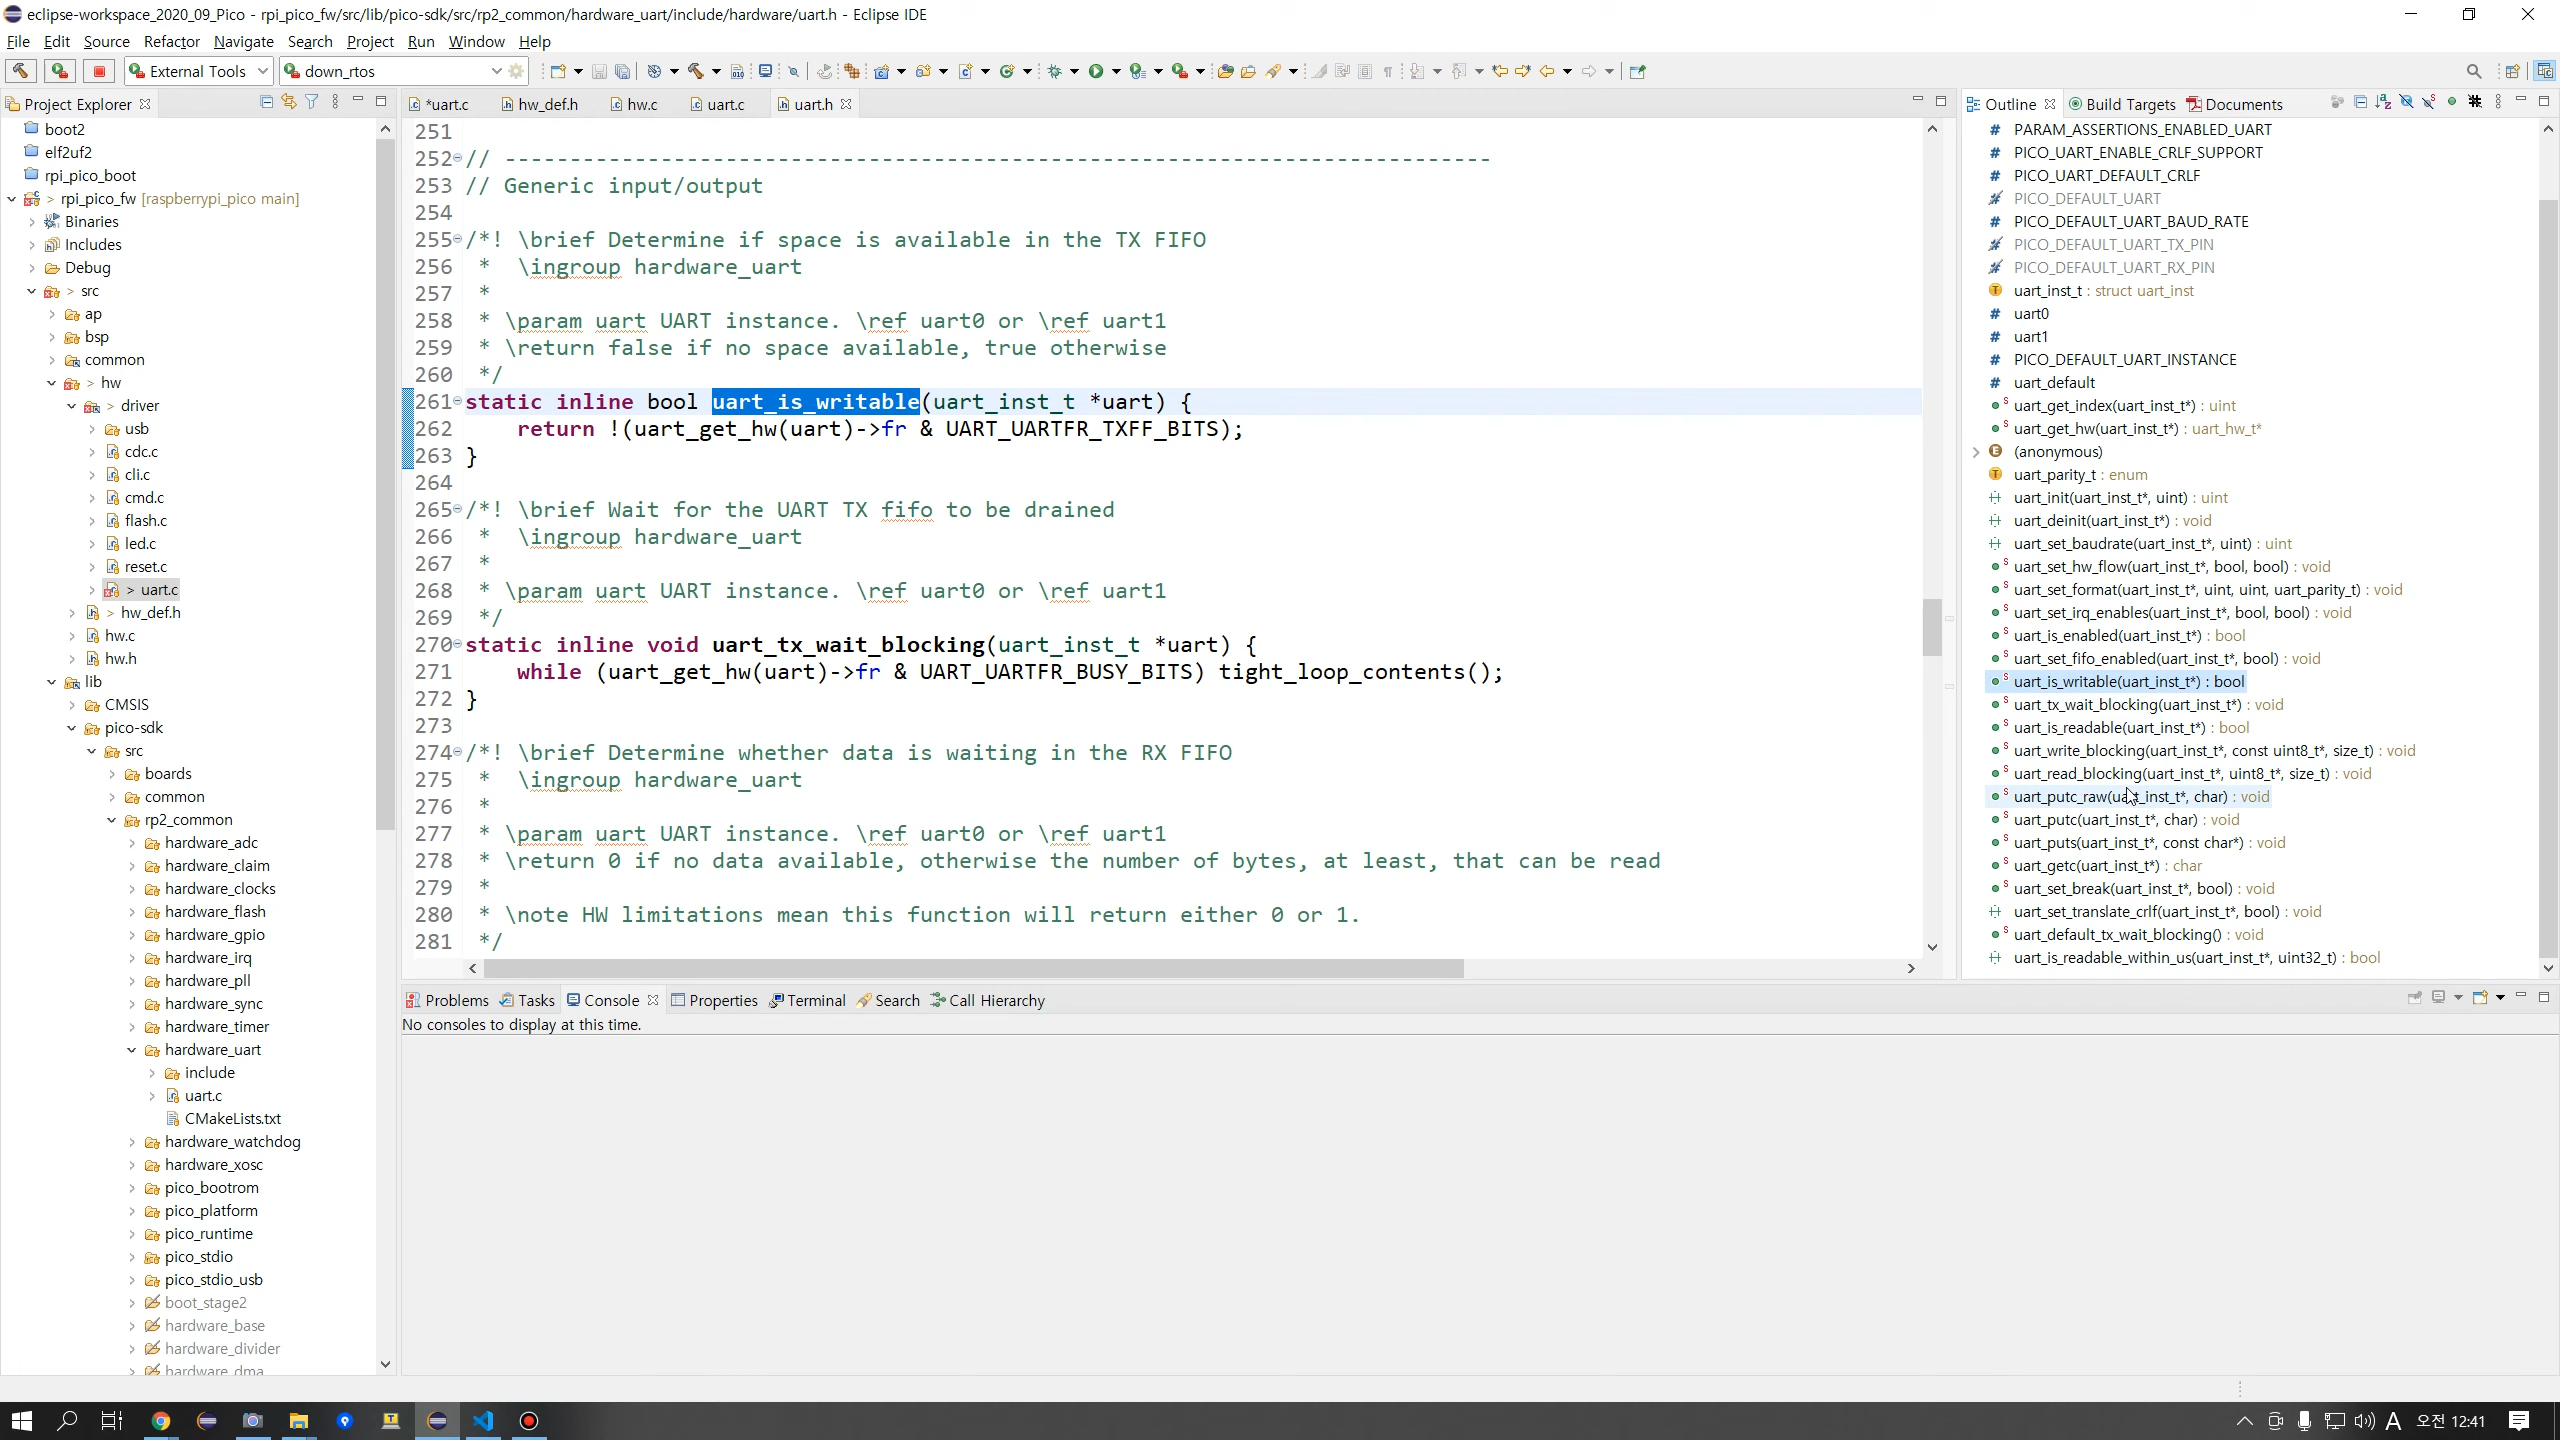 eclipse-workspace_2020_09_Pico - rpi_pico_fw/src/lib/pico-sdk/src/rp2_common/hardware_uart/include/hardware/uart.h - Eclipse IDE
File Edit Source Refactor Navigate Search Project Run Window Help
External Tools down_rtos
Project Explorer
boot2
elf2uf2
rpi_pico_boot
> rpi_pico_fw [raspberrypi_pico main]
Binaries
Includes
Debug
> src
ap
bsp
common
> hw
> driver
usb
cdc.c
cli.c
cmd.c
flash.c
led.c
reset.c
> uart.c
> hw_def.h
hw.c
hw.h
lib
CMSIS
pico-sdk
src
boards
common
rp2_common
hardware_adc
hardware_claim
hardware_clocks
hardware_flash
hardware_gpio
hardware_irq
hardware_pll
hardware_sync
hardware_timer
hardware_uart
include
uart.c
CMakeLists.txt
hardware_watchdog
hardware_xosc
pico_bootrom
pico_platform
pico_runtime
pico_stdio
pico_stdio_usb
boot_stage2
hardware_base
hardware_divider
hardware_dma
*uart.c hw_def.h hw.c uart.c uart.h
251
252 // ----------------------------------------------------------------------------
253 // Generic input/output
254
255 /*! \brief Determine if space is available in the TX FIFO
256 * \ingroup hardware_uart
257 *
258 * \param uart UART instance. \ref uart0 or \ref uart1
259 * \return false if no space available, true otherwise
260 */
261 static inline bool uart_is_writable(uart_inst_t *uart) {
262 return !(uart_get_hw(uart)->fr & UART_UARTFR_TXFF_BITS);
263 }
264
265 /*! \brief Wait for the UART TX fifo to be drained
266 * \ingroup hardware_uart
267 *
268 * \param uart UART instance. \ref uart0 or \ref uart1
269 */
270 static inline void uart_tx_wait_blocking(uart_inst_t *uart) {
271 while (uart_get_hw(uart)->fr & UART_UARTFR_BUSY_BITS) tight_loop_contents();
272 }
273
274 /*! \brief Determine whether data is waiting in the RX FIFO
275 * \ingroup hardware_uart
276 *
277 * \param uart UART instance. \ref uart0 or \ref uart1
278 * \return 0 if no data available, otherwise the number of bytes, at least, that can be read
279 *
280 * \note HW limitations mean this function will return either 0 or 1.
281 */
Outline Build Targets Documents
PARAM_ASSERTIONS_ENABLED_UART
PICO_UART_ENABLE_CRLF_SUPPORT
PICO_UART_DEFAULT_CRLF
PICO_DEFAULT_UART
PICO_DEFAULT_UART_BAUD_RATE
PICO_DEFAULT_UART_TX_PIN
PICO_DEFAULT_UART_RX_PIN
uart_inst_t : struct uart_inst
uart0
uart1
PICO_DEFAULT_UART_INSTANCE
uart_default
uart_get_index(uart_inst_t*) : uint
uart_get_hw(uart_inst_t*) : uart_hw_t*
(anonymous)
uart_parity_t : enum
uart_init(uart_inst_t*, uint) : uint
uart_deinit(uart_inst_t*) : void
uart_set_baudrate(uart_inst_t*, uint) : uint
uart_set_hw_flow(uart_inst_t*, bool, bool) : void
uart_set_format(uart_inst_t*, uint, uint, uart_parity_t) : void
uart_set_irq_enables(uart_inst_t*, bool, bool) : void
uart_is_enabled(uart_inst_t*) : bool
uart_set_fifo_enabled(uart_inst_t*, bool) : void
uart_is_writable(uart_inst_t*) : bool
uart_tx_wait_blocking(uart_inst_t*) : void
uart_is_readable(uart_inst_t*) : bool
uart_write_blocking(uart_inst_t*, const uint8_t*, size_t) : void
uart_read_blocking(uart_inst_t*, uint8_t*, size_t) : void
uart_putc_raw(uart_inst_t*, char) : void
uart_putc(uart_inst_t*, char) : void
uart_puts(uart_inst_t*, const char*) : void
uart_getc(uart_inst_t*) : char
uart_set_break(uart_inst_t*, bool) : void
uart_set_translate_crlf(uart_inst_t*, bool) : void
uart_default_tx_wait_blocking() : void
uart_is_readable_within_us(uart_inst_t*, uint32_t) : bool
Problems Tasks Console Properties Terminal Search Call Hierarchy
No consoles to display at this time.
A 오전 12:41